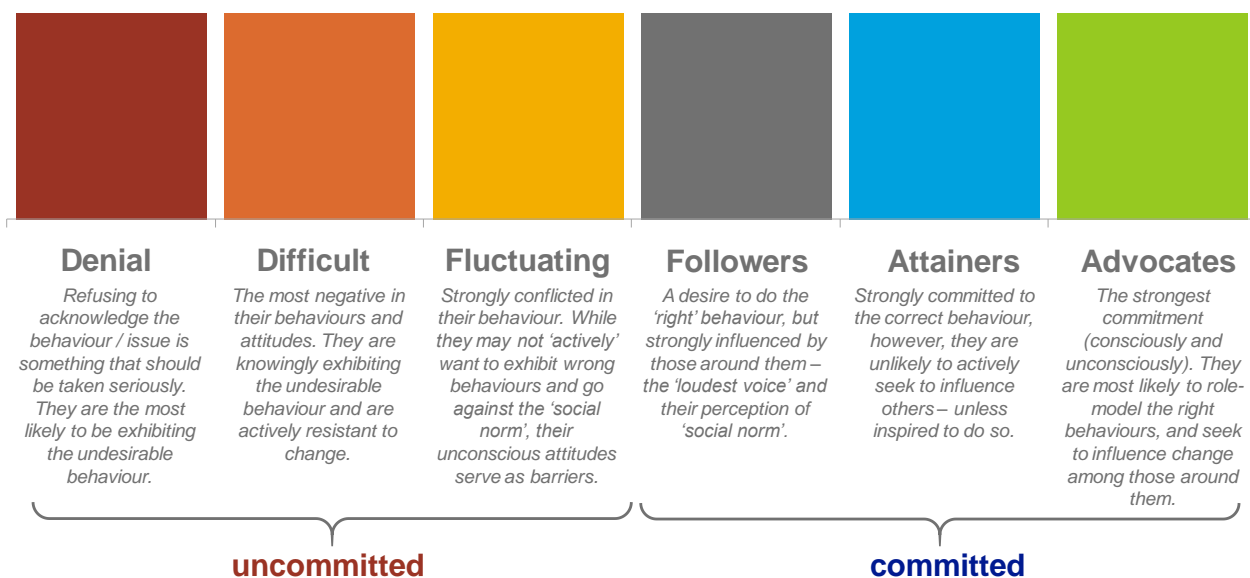 Denial
Refusing to
acknowledge the
behaviour / issue is
something that should
be taken seriously.
They are the most
likely to be exhibiting
the undesirable
behaviour.
Difficult
The most negative in
their behaviours and
attitudes. They are
knowingly exhibiting
the undesirable
behaviour and are
actively resistant to
change.
Fluctuating
Strongly conflicted in
their behaviour. While
they may not ‘actively’
want to exhibit wrong
behaviours and go
against the ‘social
norm’, their
unconscious attitudes
serve as barriers.
Followers
A desire to do the
‘right’ behaviour, but
strongly influenced by
those around them –
the ‘loudest voice’ and
their perception of
‘social norm’.
Attainers
Strongly committed to
the correct behaviour,
however, they are
unlikely to actively
seek to influence
others – unless
inspired to do so.
Advocates
The strongest
commitment
(consciously and
unconsciously). They
are most likely to role-
model the right
behaviours, and seek
to influence change
among those around
them.
uncommitted
committed